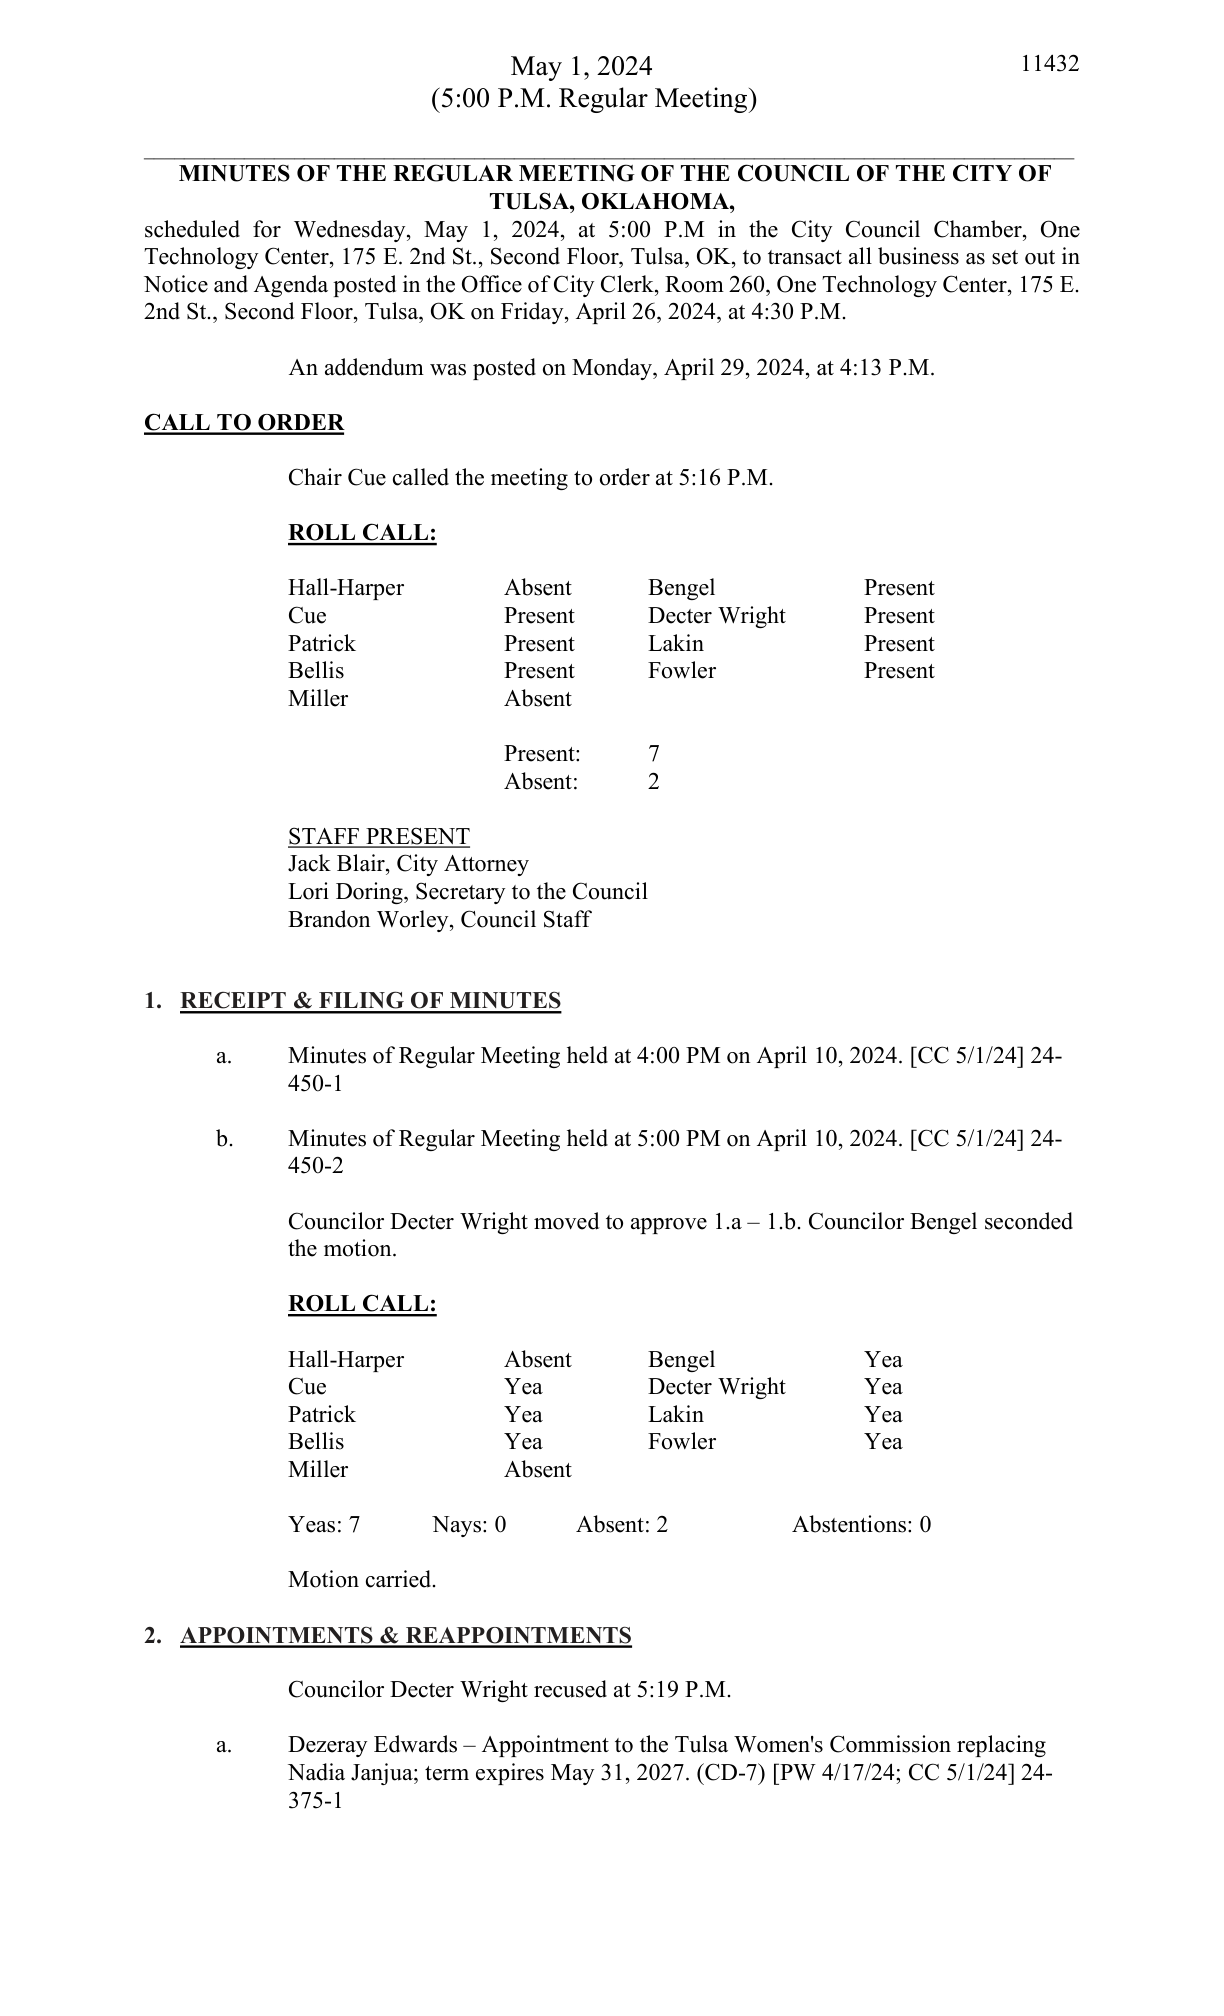 May 1, 2024 11432
(5:00 P.M. Regular Meeting)
MINUTES OF THE REGULAR MEETING OF THE COUNCIL OF THE CITY OF
TULSA, OKLAHOMA,
scheduled for Wednesday, May 1, 2024, at 5:00 P.M in the City Council Chamber, One
Technology Center, 175 E. 2nd St., Second Floor, Tulsa, OK, to transact all business as set out in
Notice and Agenda posted in the Office of City Clerk, Room 260, One Technology Center, 175 E.
2nd St., Second Floor, Tulsa, OK on Friday, April 26, 2024, at 4:30 P.M.
An addendum was posted on Monday, April 29, 2024, at 4:13 P.M.
CALL TO ORDER
Chair Cue called the meeting to order at 5:16 P.M.
ROLL CALL:
Hall-Harper Absent Bengel Present
Cue Present Decter Wright Present
Patrick Present Lakin Present
Bellis Present Fowler Present
Miller Absent
Present: 7
Absent: 2
STAFF PRESENT
Jack Blair, City Attorney
Lori Doring, Secretary to the Council
Brandon Worley, Council Staff
1. RECEIPT & FILING OF MINUTES
a. Minutes of Regular Meeting held at 4:00 PM on April 10, 2024. [CC 5/1/24] 24-
450-1
b. Minutes of Regular Meeting held at 5:00 PM on April 10, 2024. [CC 5/1/24] 24-
450-2
Councilor Decter Wright moved to approve 1.a – 1.b. Councilor Bengel seconded
the motion.
ROLL CALL:
Hall-Harper Absent Bengel Yea
Cue Yea Decter Wright Yea
Patrick Yea Lakin Yea
Bellis Yea Fowler Yea
Miller Absent
Yeas: 7 Nays: 0 Absent: 2 Abstentions: 0
Motion carried.
2. APPOINTMENTS & REAPPOINTMENTS
Councilor Decter Wright recused at 5:19 P.M.
a. Dezeray Edwards – Appointment to the Tulsa Women's Commission replacing
Nadia Janjua; term expires May 31, 2027. (CD-7) [PW 4/17/24; CC 5/1/24] 24-
375-1